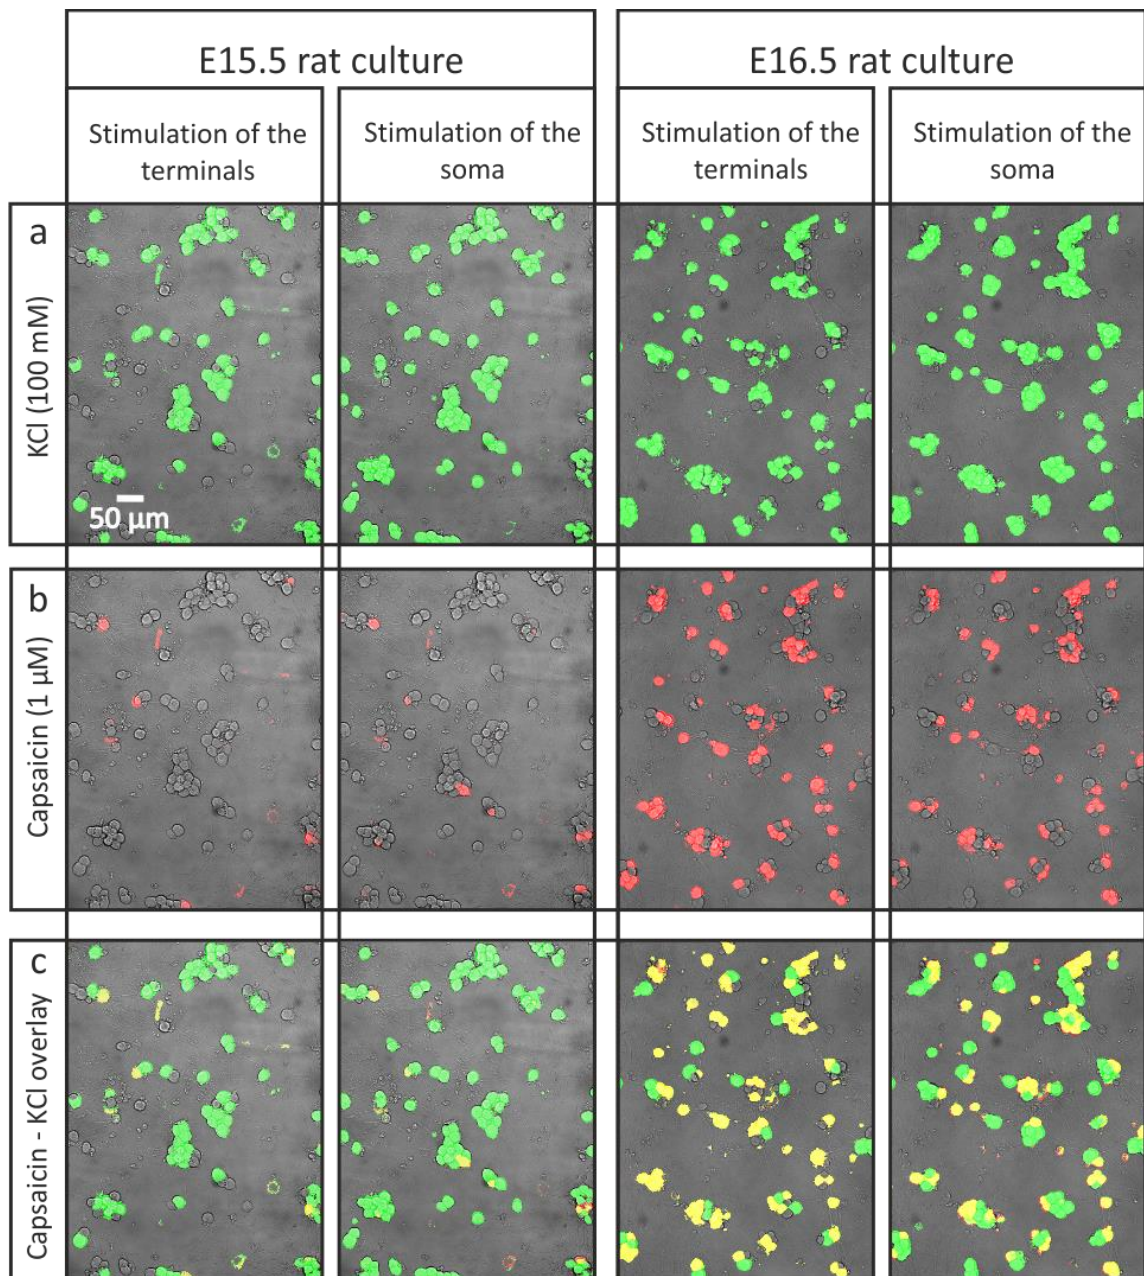 E15.5 rat culture
E16.5 rat culture
Stimulation of the
terminals
Stimulation of the
soma
Stimulation of the
terminals
Stimulation of the
soma
a
KCl (100 mM)
50 μm
b
Capsaicin (1 μM)
c
Capsaicin - KCl overlay